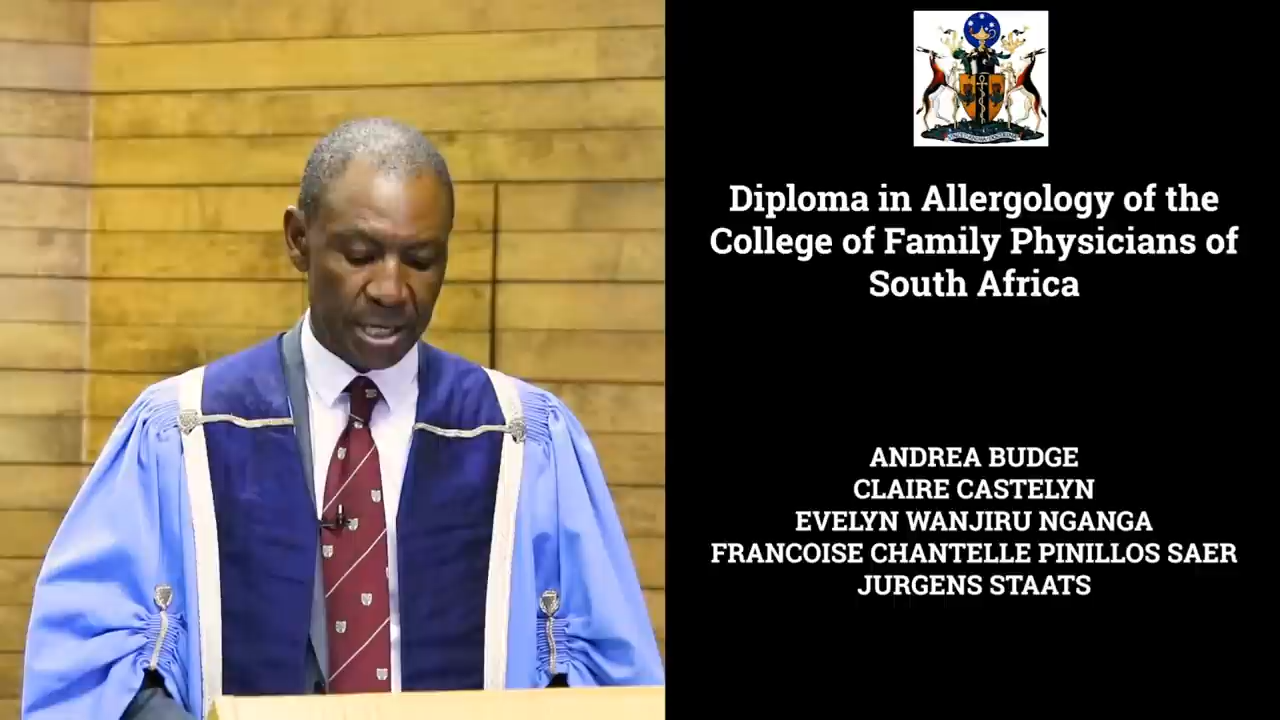 Diploma in Allergology of the
College of Family Physicians of
South Africa
ANDREA BUDGE
CLAIRE CASTELYN
EVELYN WANJIRU NGANGA
FRANCOISE CHANTELLE PINILLOS SAER
JURGENS STAATS